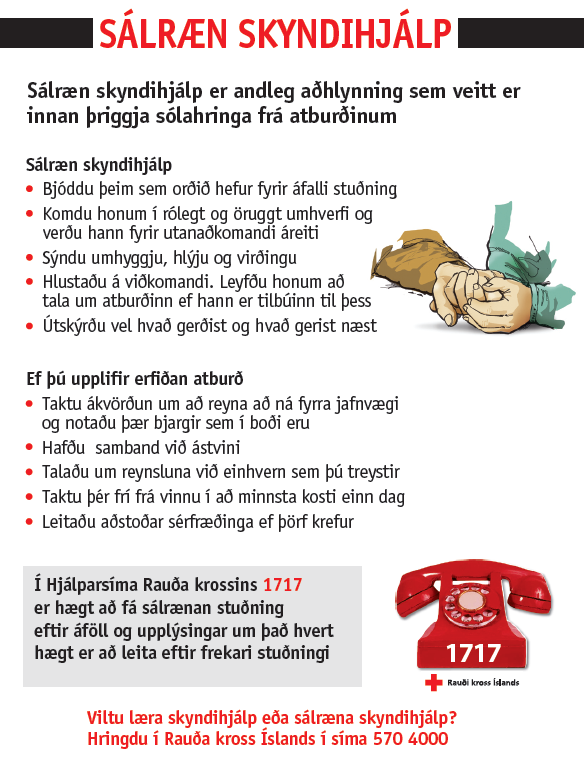 SÁLRÆN SKYNDIHJÁLP
Sálræn skyndihjálp er andleg aðhlynning sem veitt er
innan þriggja sólahringa frá atburðinum
Sálræn skyndihjálp
• Bjóddu þeim sem orðið hefur fyrir áfalli stuðning
• Komdu honum í rólegt og öruggt umhverfi og
verðu hann fyrir utanaðkomandi áreiti
• Sýndu umhyggju, hlýju og virðingu
• Hlustaðu á viðkomandi. Leyfðu honum að
tala um atburðinn ef hann er tilbúinn til þess
• Útskýrðu vel hvað gerðist og hvað gerist næst
Ef þú upplifir erfiðan atburð
• Taktu ákvörðun um að reyna að ná fyrra jafnvægi
og notaðu þær bjargir sem í boði eru
• Hafðu samband við ástvini
• Talaðu um reynsluna við einhvern sem þú treystir
• Taktu þér frí frá vinnu í að minnsta kosti einn dag
• Leitaðu aðstoðar sérfræðinga ef þörf krefur
Í Hjálparsíma Rauða krossins 1717
er hægt að fá sálrænan stuðning
eftir áföll og upplýsingar um það hvert
hægt er að leita eftir frekari stuðningi
1717
Rauði kross Íslands
Viltu læra skyndihjálp eða sálræna skyndihjálp?
Hringdu í Rauða kross Íslands í síma 570 4000